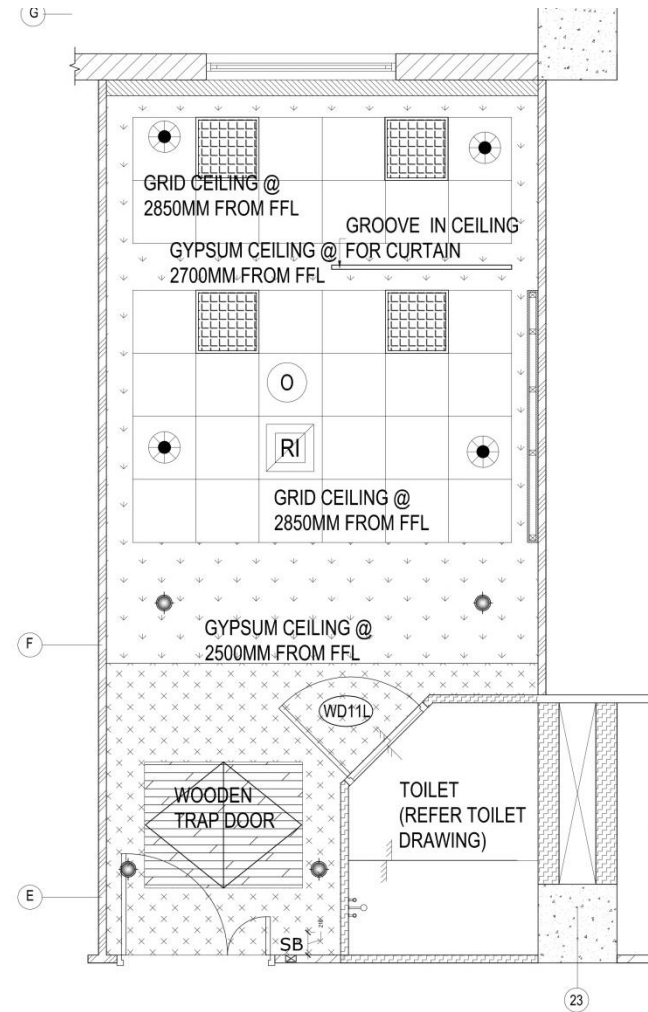 G
GRID CEILING @
2850MM FROM FFL
GROOVE IN CEILING
FOR CURTAIN
GYPSUM CEILING @
2700MM FROM FFL
O
RI
GRID CEILING @
2850MM FROM FFL
F
GYPSUM CEILING @
2500MM FROM FFL
WD11L
WOODEN
TRAP DOOR
TOILET
(REFER TOILET
DRAWING)
E
SB
23